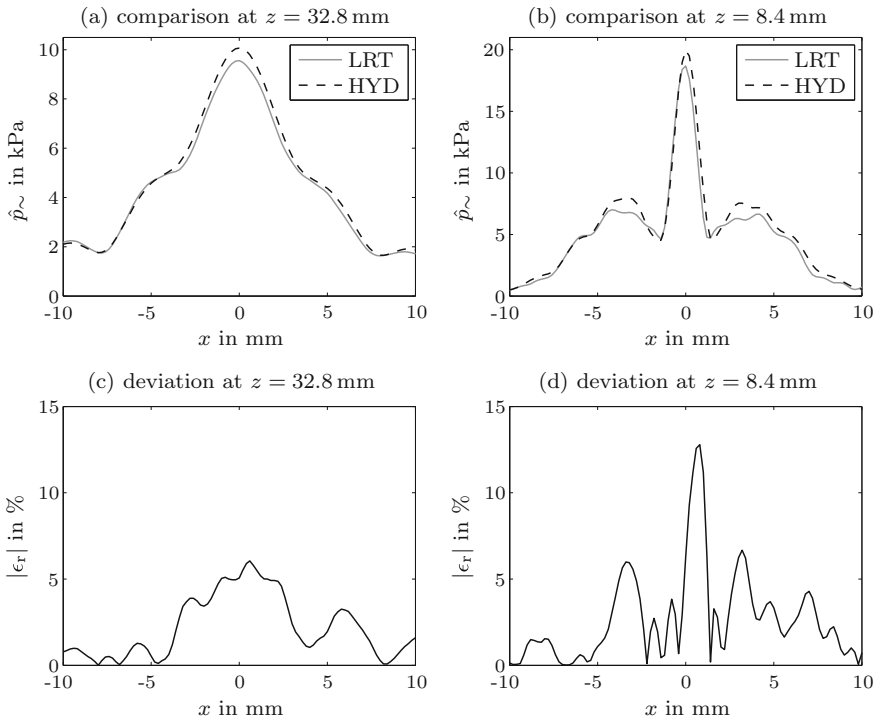 (a) comparison at z = 32.8 mm
10
8
6
4
2
0
p̂~ in kPa
LRT
HYD
-10 -5 0 5 10
x in mm
(b) comparison at z = 8.4 mm
20
15
10
5
0
p̂~ in kPa
LRT
HYD
-10 -5 0 5 10
x in mm
(c) deviation at z = 32.8 mm
15
10
5
0
|ϵr| in %
-10 -5 0 5 10
x in mm
(d) deviation at z = 8.4 mm
15
10
5
0
|ϵr| in %
-10 -5 0 5 10
x in mm